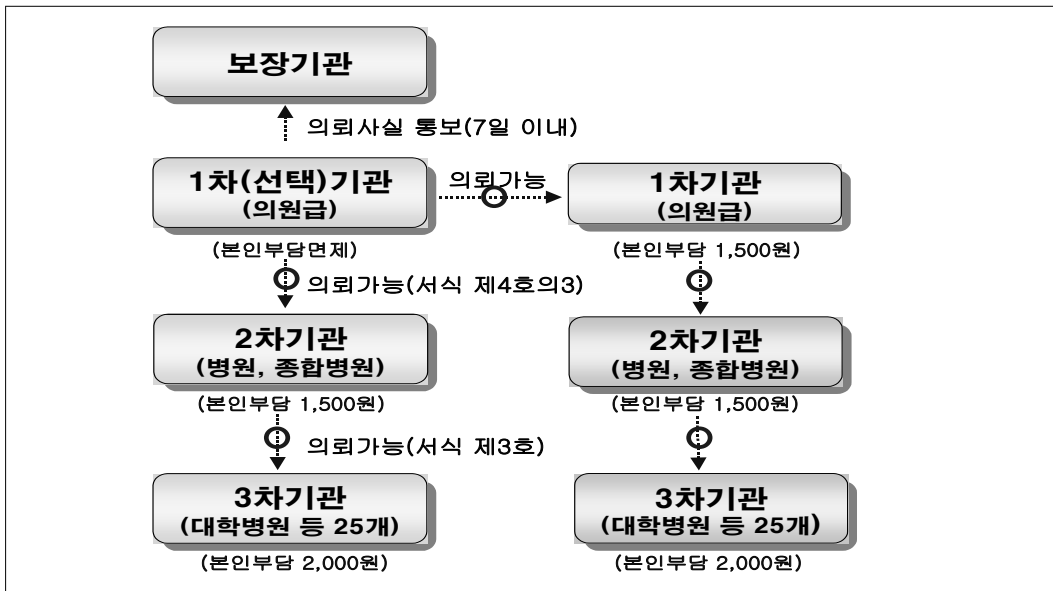 보장기관
의뢰사실 통보(7일 이내)
1차(선택)기관
(의원급)
의뢰가능
1차기관
(의원급)
(본인부담면제)
(본인부담 1,500원)
의뢰가능(서식 제4호의3)
2차기관
(병원, 종합병원)
2차기관
(병원, 종합병원)
(본인부담 1,500원)
(본인부담 1,500원)
의뢰가능(서식 제3호)
3차기관
(대학병원 등 25개)
3차기관
(대학병원 등 25개)
(본인부담 2,000원)
(본인부담 2,000원)